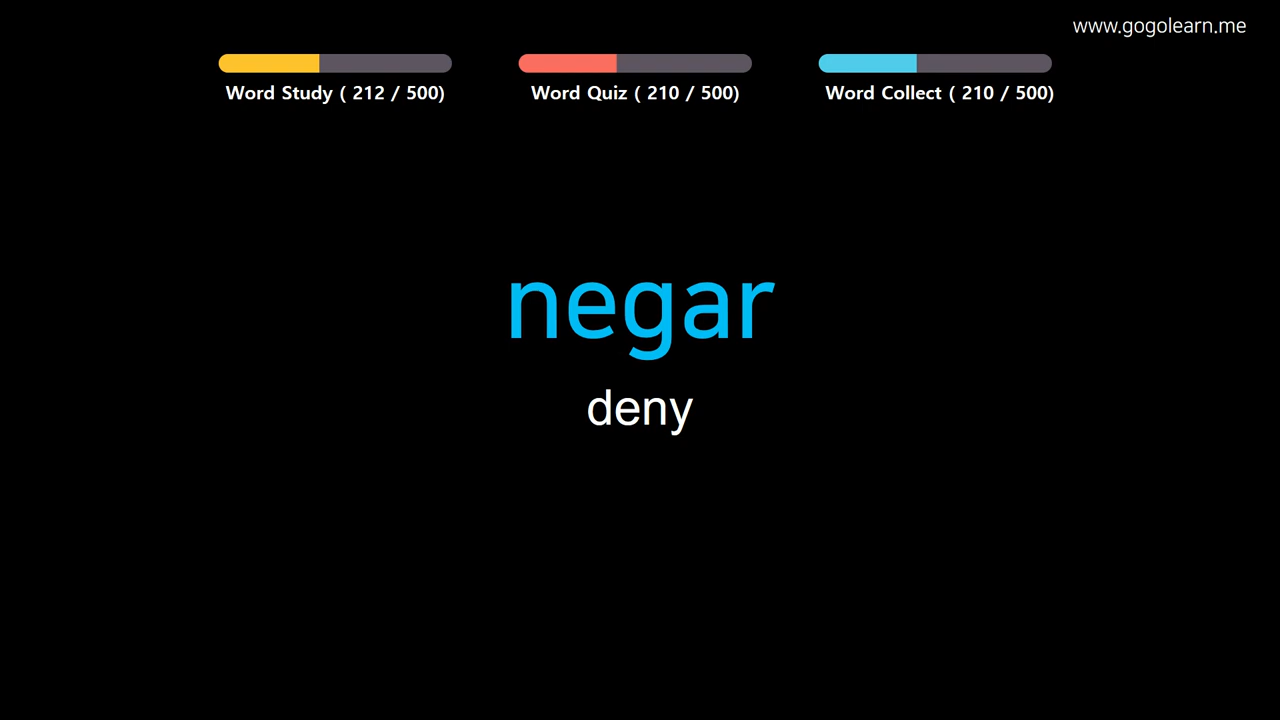 www.gogolearn.me
Word Study ( 212 / 500)
Word Quiz ( 210 / 500)
Word Collect ( 210 / 500)
negar
deny